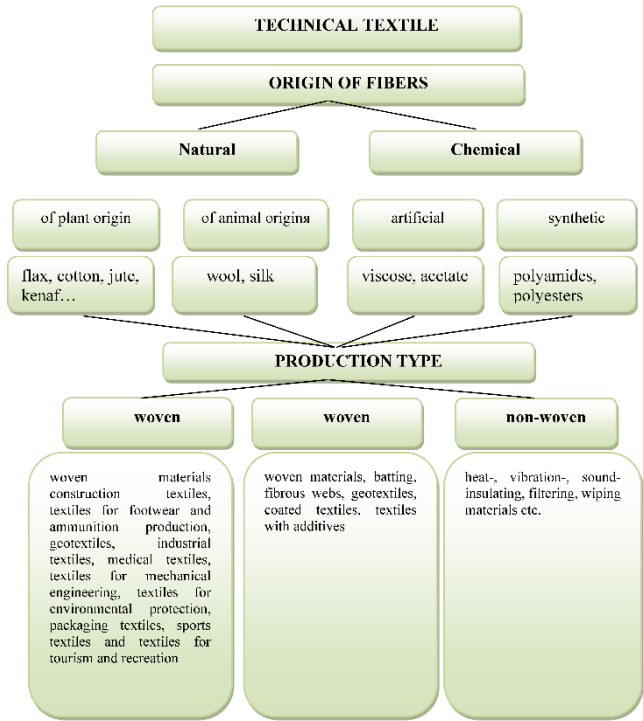 TECHNICAL TEXTILE
ORIGIN OF FIBERS
Natural
Chemical
of plant origin
of animal originя
artificial
synthetic
flax, cotton, jute,
kenaf…
wool, silk
viscose, acetate
polyamides,
polyesters
PRODUCTION TYPE
woven
woven
non-woven
woven materials
construction textiles,
textiles for footwear and
ammunition production,
geotextiles, industrial
textiles, medical textiles,
textiles for mechanical
engineering, textiles for
environmental protection,
packaging textiles, sports
textiles and textiles for
tourism and recreation
woven materials, batting,
fibrous webs, geotextiles,
coated textiles, textiles
with additives
heat-, vibration-, sound-
insulating, filtering, wiping
materials etc.